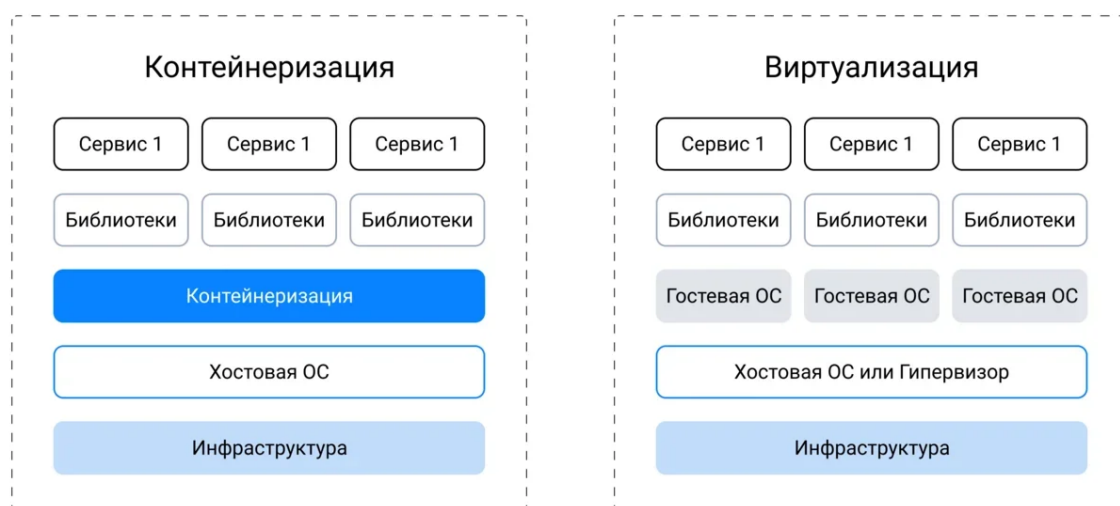 Контейнеризация
Сервис 1 Сервис 1 Сервис 1
Библиотеки Библиотеки Библиотеки
Контейнеризация
Хостовая ОС
Инфраструктура
Виртуализация
Сервис 1 Сервис 1 Сервис 1
Библиотеки Библиотеки Библиотеки
Гостевая ОС Гостевая ОС Гостевая ОС
Хостовая ОС или Гипервизор
Инфраструктура